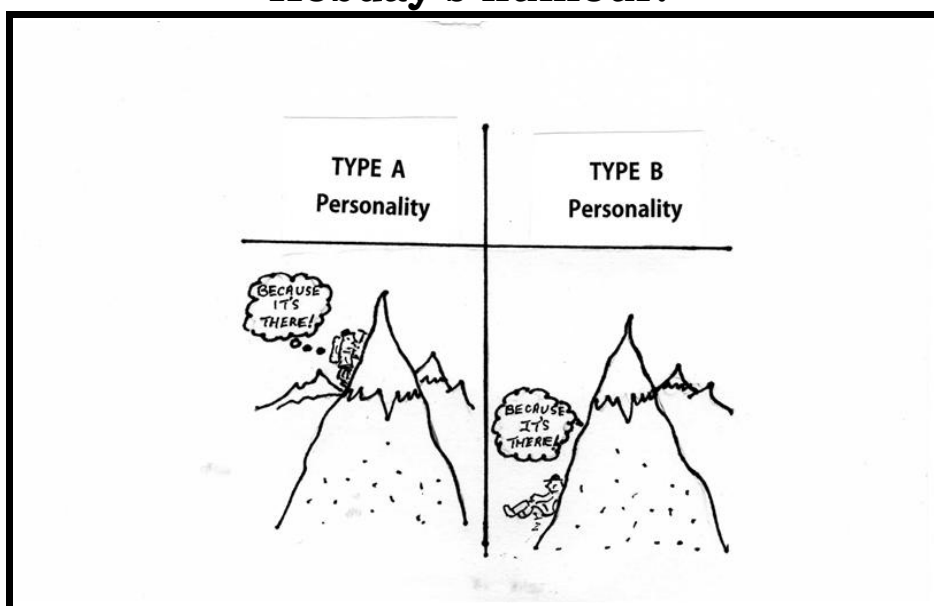 TYPE A
Personality
TYPE B
Personality
BECAUSE
IT'S
THERE!
BECAUSE
IT'S
THERE!